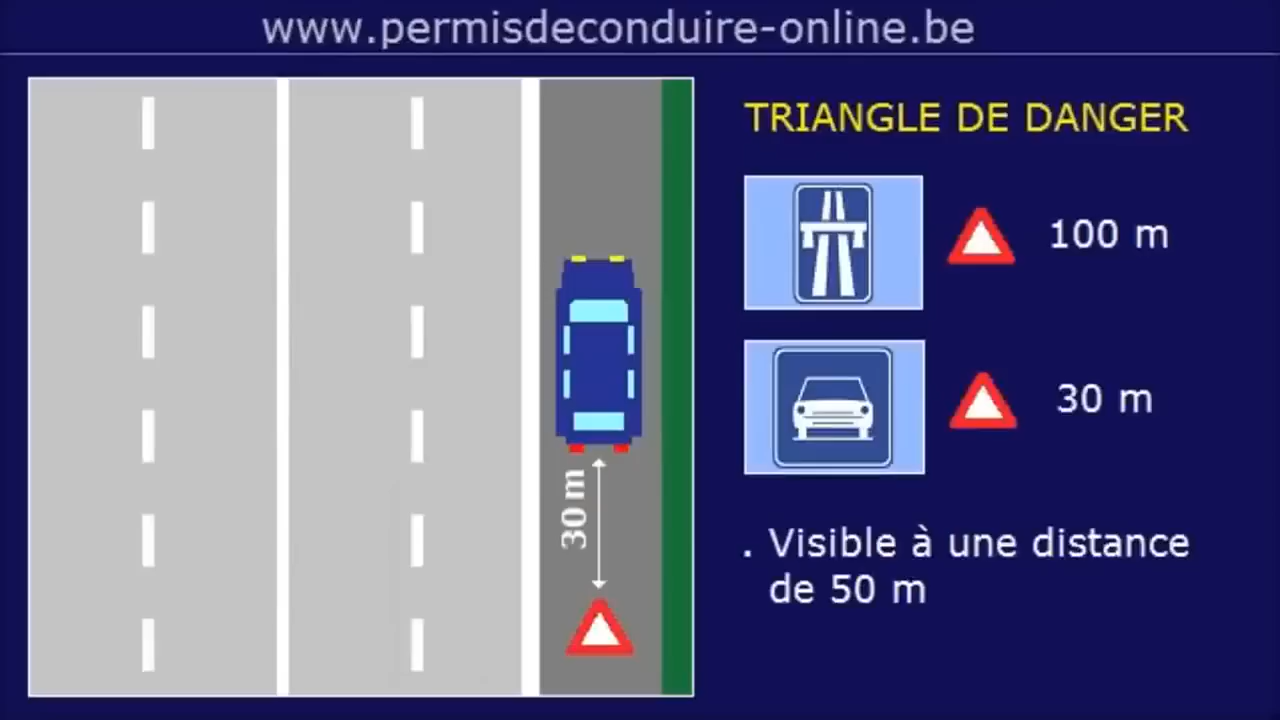 www.permisdeconduire-online.be
TRIANGLE DE DANGER
100 m
30 m
30 m
. Visible à une distance
de 50 m